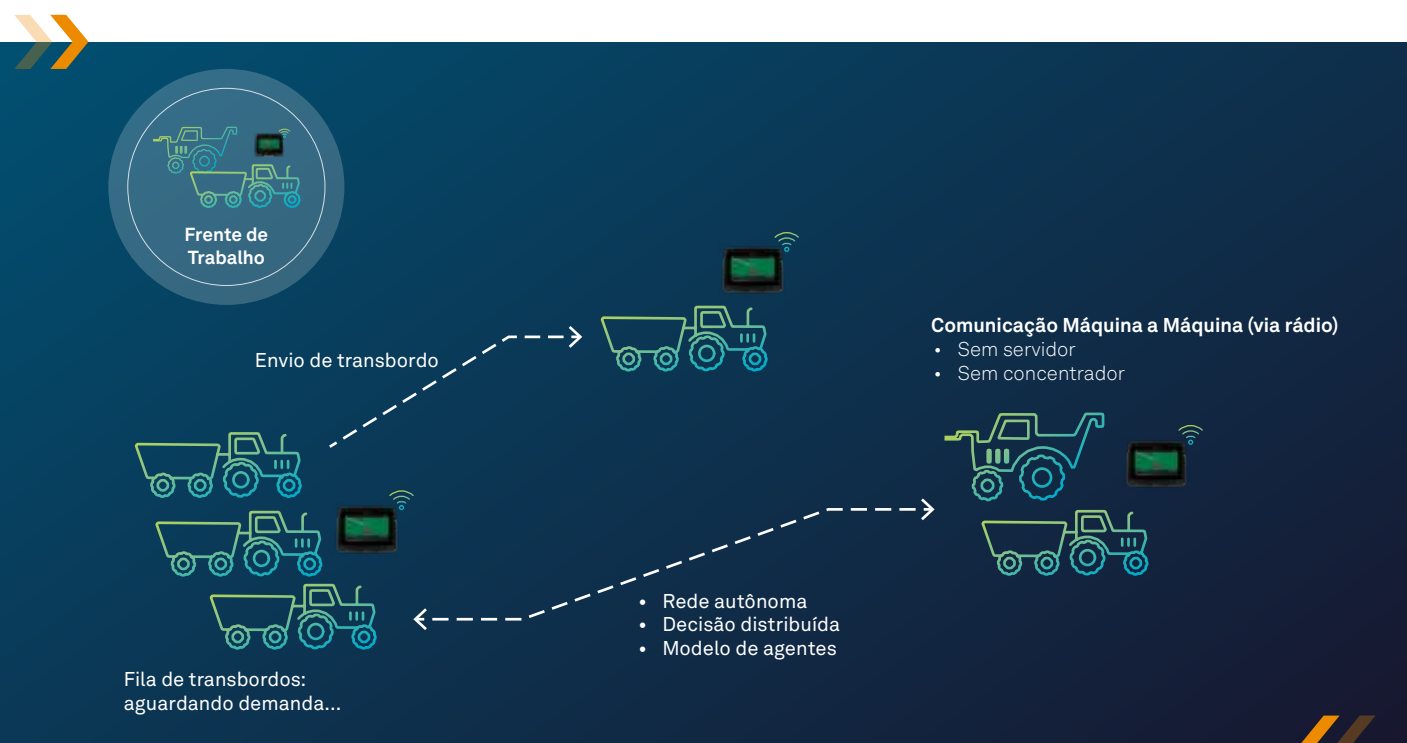 Frente de
Trabalho
Envio de transbordo
Comunicação Máquina a Máquina (via rádio)
• Sem servidor
• Sem concentrador
• Rede autônoma
• Decisão distribuída
• Modelo de agentes
Fila de transbordos:
aguardando demanda...